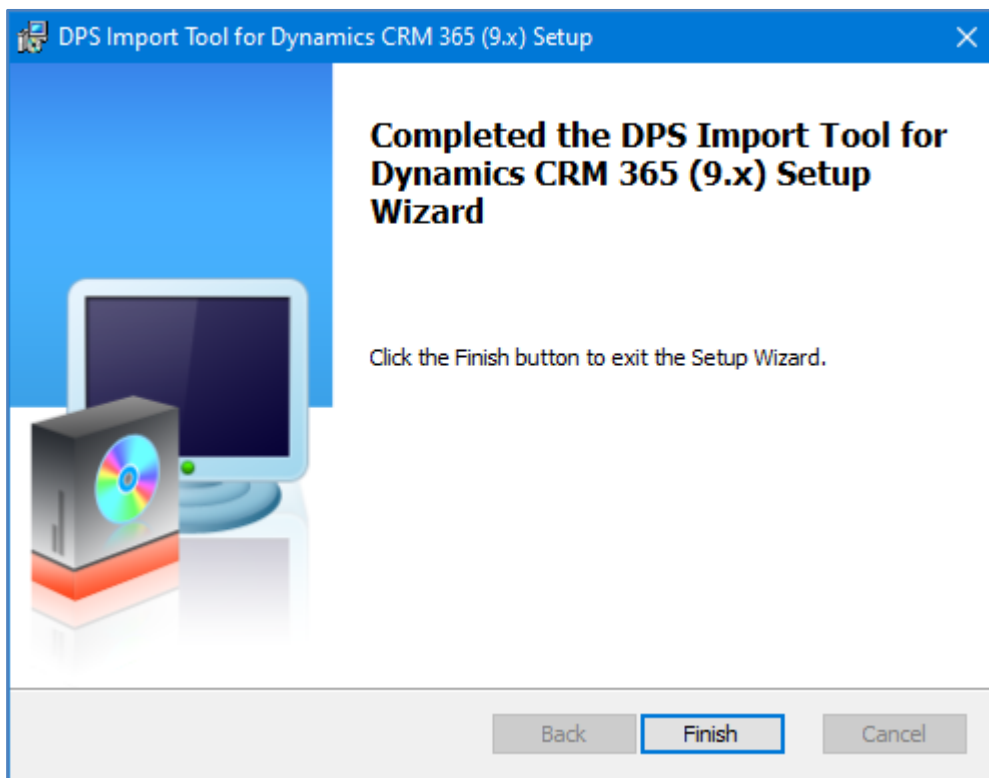 DPS Import Tool for Dynamics CRM 365 (9.x) Setup
Completed the DPS Import Tool for
Dynamics CRM 365 (9.x) Setup
Wizard
Click the Finish button to exit the Setup Wizard.
Back
Finish
Cancel